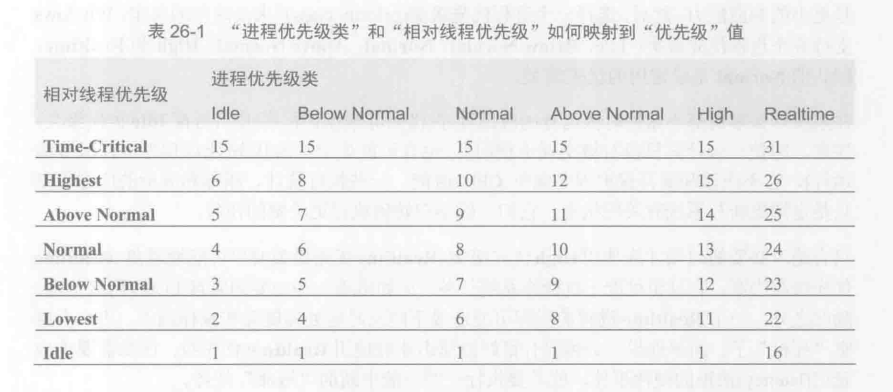 表 26-1 “进程优先级类”和“相对线程优先级”如何映射到“优先级”值
相对线程优先级 进程优先级类
Idle Below Normal Normal Above Normal High Realtime
Time-Critical 15 15 15 15 15 31
Highest 6 8 10 12 15 26
Above Normal 5 7 9 11 14 25
Normal 4 6 8 10 13 24
Below Normal 3 5 7 9 12 23
Lowest 2 4 6 8 11 22
Idle 1 1 1 1 1 16